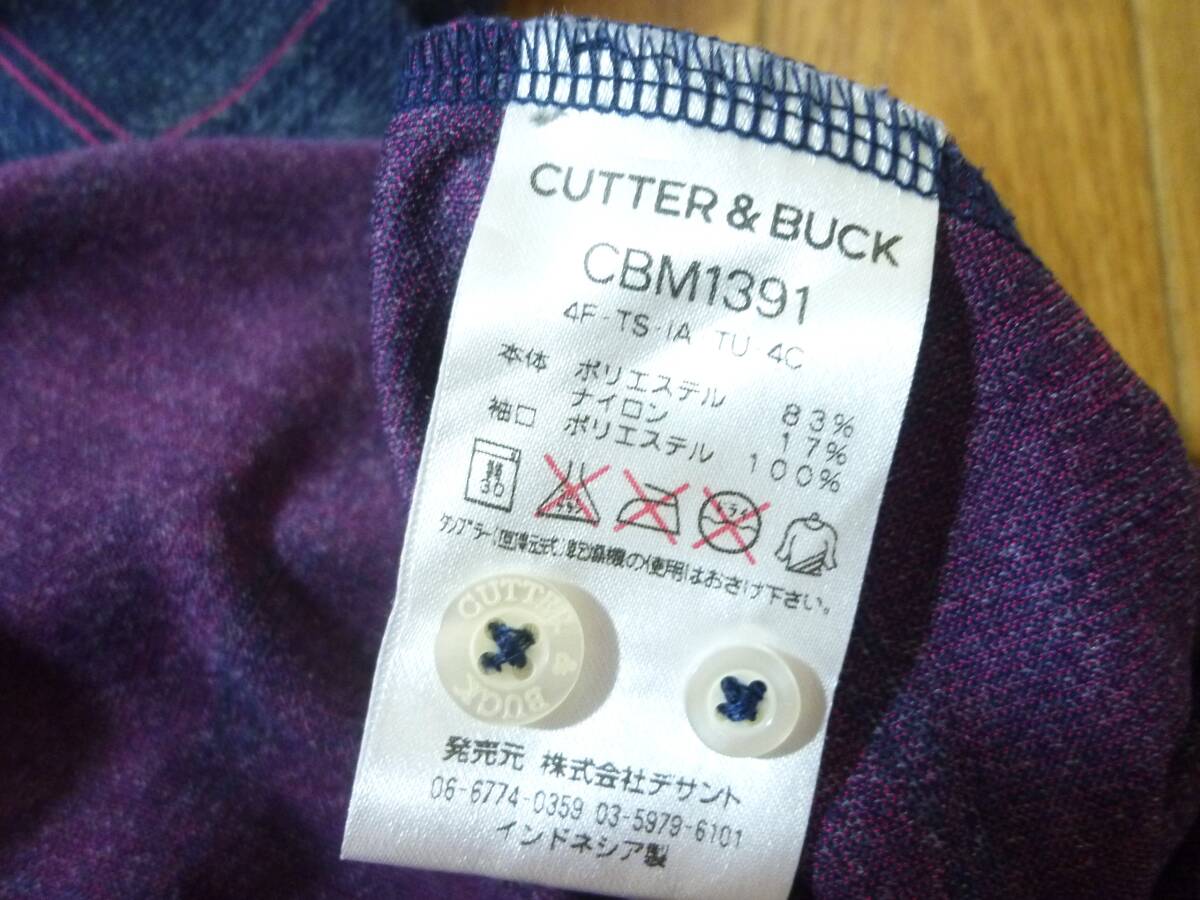 CUTTER & BUCK
CBM1391
4F-TS-IA TU 4C
本体 ポリエステル 83%
ナイロン 17%
袖口 ポリエステル 100%
30
タンブラー(回転式)乾燥機の使用はおさけ下さい。
CUTTER & BUCK
発売元 株式会社デサント
06-6774-0359 03-5979-6101
インドネシア製